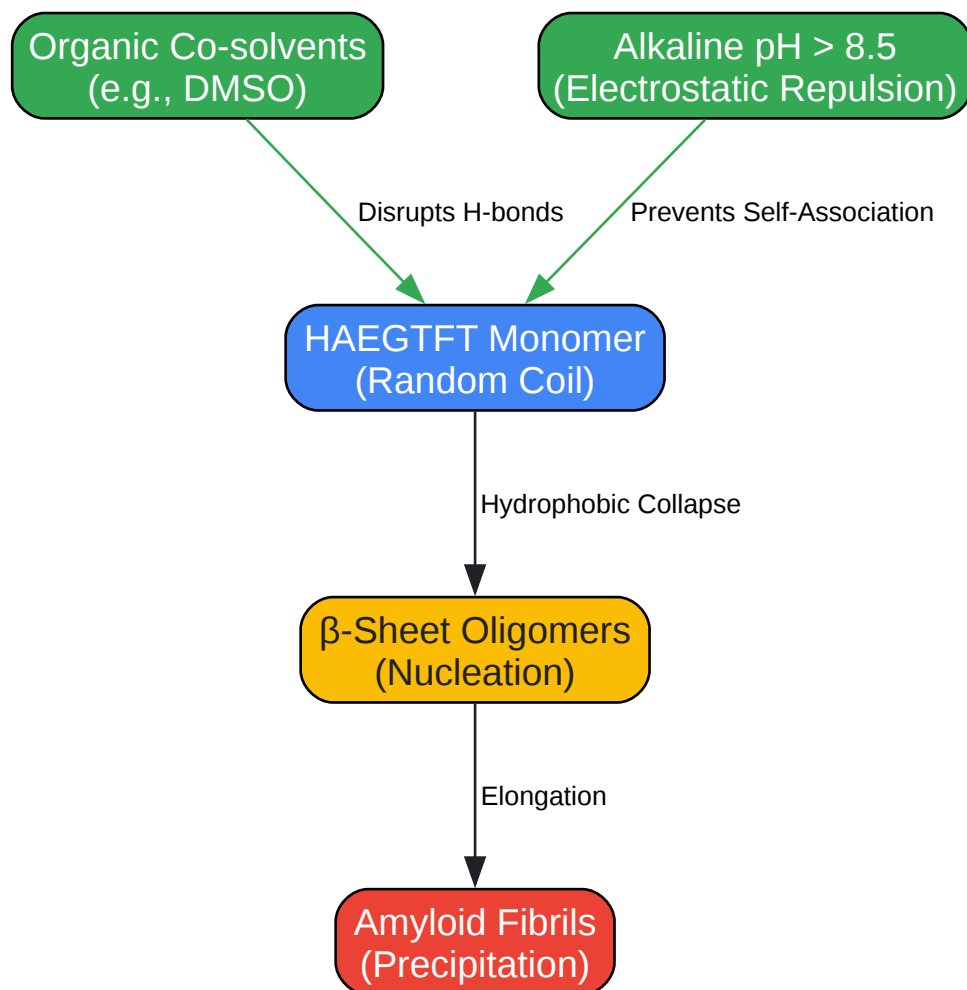 Organic Co-solvents
(e.g., DMSO)
Alkaline pH > 8.5
(Electrostatic Repulsion)
Disrupts H-bonds
Prevents Self-Association
HAEGTFT Monomer
(Random Coil)
Hydrophobic Collapse
β-Sheet Oligomers
(Nucleation)
Elongation
Amyloid Fibrils
(Precipitation)